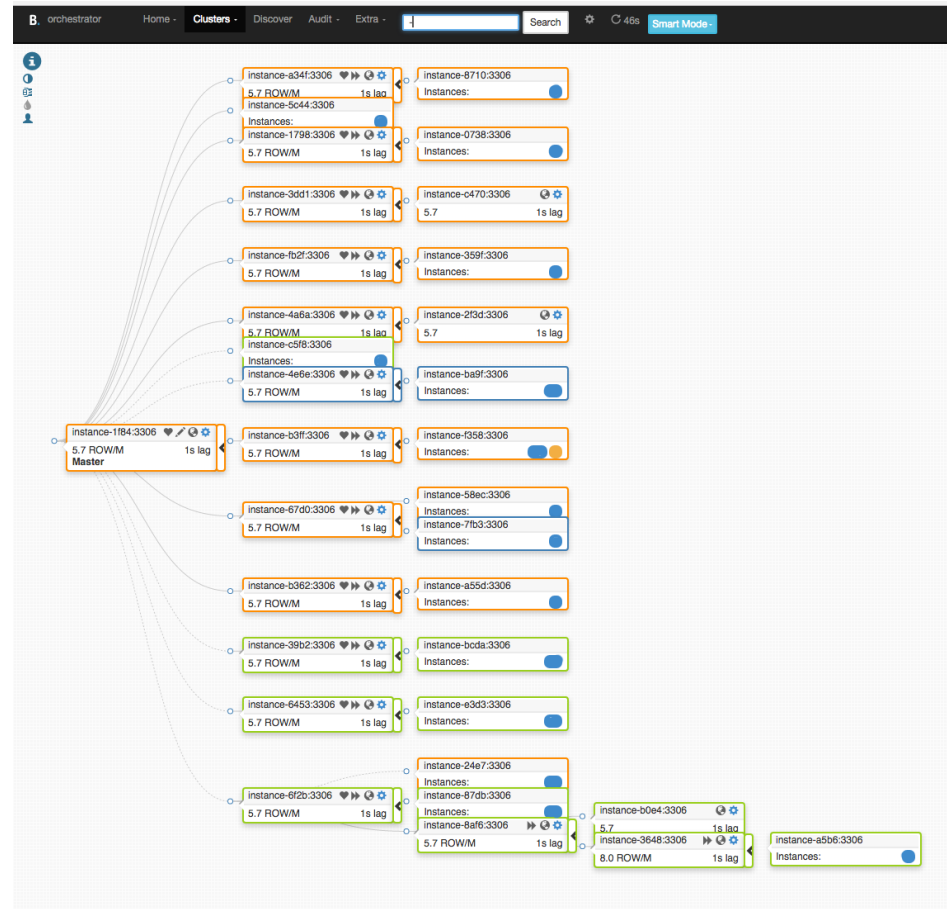 B. orchestrator Home - Clusters - Discover Audit - Extra - - Search 46s Smart Mode -
instance-a34f:3306
5.7 ROW/M 1s lag
instance-8710:3306
Instances:
instance-5c44:3306
Instances:
instance-1798:3306
5.7 ROW/M 1s lag
instance-0738:3306
Instances:
instance-3dd1:3306
5.7 ROW/M 1s lag
instance-c470:3306
5.7 1s lag
instance-fb2f:3306
5.7 ROW/M 1s lag
instance-359f:3306
Instances:
instance-4a6a:3306
5.7 ROW/M 1s lag
instance-2f3d:3306
5.7 1s lag
instance-c5f8:3306
Instances:
instance-4e6e:3306
5.7 ROW/M 1s lag
instance-ba9f:3306
Instances:
instance-1f84:3306
5.7 ROW/M 1s lag
Master
instance-b3ff:3306
5.7 ROW/M 1s lag
instance-f358:3306
Instances:
instance-67d0:3306
5.7 ROW/M 1s lag
instance-58ec:3306
Instances:
instance-7fb3:3306
Instances:
instance-b362:3306
5.7 ROW/M 1s lag
instance-a55d:3306
Instances:
instance-39b2:3306
5.7 ROW/M 1s lag
instance-bcda:3306
Instances:
instance-6453:3306
5.7 ROW/M 1s lag
instance-e3d3:3306
Instances:
instance-6f2b:3306
5.7 ROW/M 1s lag
instance-24e7:3306
Instances:
instance-87db:3306
Instances:
instance-8af6:3306
5.7 ROW/M 1s lag
instance-b0e4:3306
5.7 1s lag
instance-3648:3306
8.0 ROW/M 1s lag
instance-a5b6:3306
Instances: